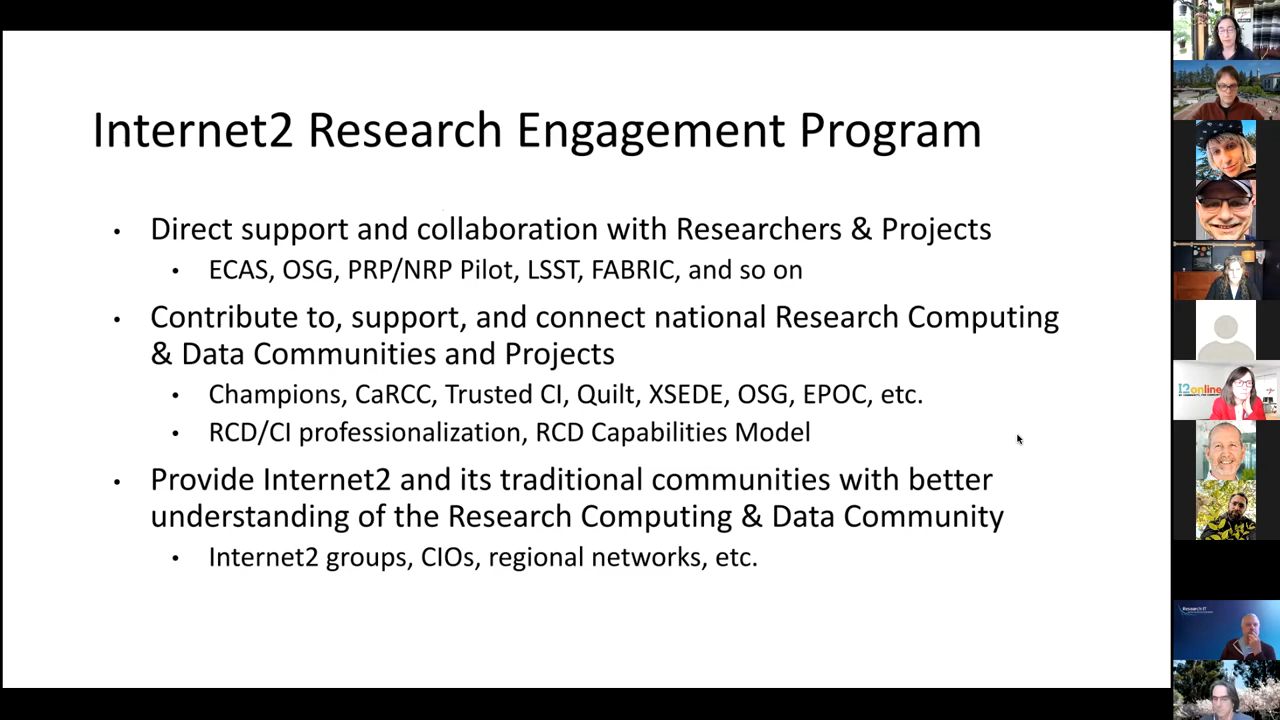 Internet2 Research Engagement Program
• Direct support and collaboration with Researchers & Projects
• ECAS, OSG, PRP/NRP Pilot, LSST, FABRIC, and so on
• Contribute to, support, and connect national Research Computing
& Data Communities and Projects
• Champions, CaRCC, Trusted CI, Quilt, XSEDE, OSG, EPOC, etc.
• RCD/CI professionalization, RCD Capabilities Model
• Provide Internet2 and its traditional communities with better
understanding of the Research Computing & Data Community
• Internet2 groups, CIOs, regional networks, etc.
I2online
Research IT